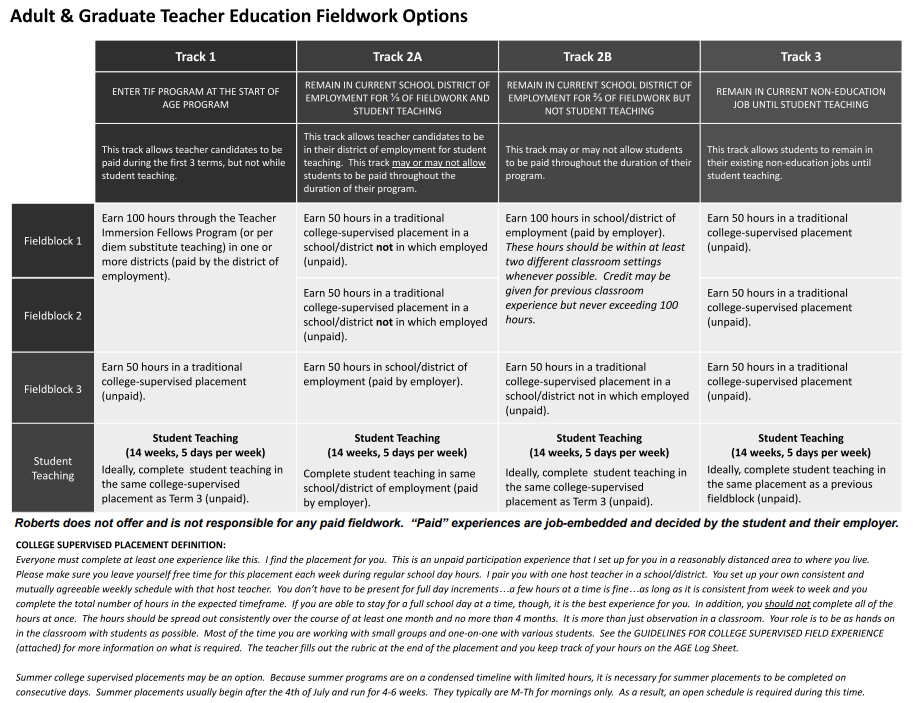 Adult & Graduate Teacher Education Fieldwork Options
Track 1
Track 2A
Track 2B
Track 3
ENTER TIF PROGRAM AT THE START OF
AGE PROGRAM
REMAIN IN CURRENT SCHOOL DISTRICT OF
EMPLOYMENT FOR ⅓ OF FIELDWORK AND
STUDENT TEACHING
REMAIN IN CURRENT SCHOOL DISTRICT OF
EMPLOYMENT FOR ⅔ OF FIELDWORK BUT
NOT STUDENT TEACHING
REMAIN IN CURRENT NON-EDUCATION
JOB UNTIL STUDENT TEACHING
This track allows teacher candidates to be
paid during the first 3 terms, but not while
student teaching.
This track allows teacher candidates to be
in their district of employment for student
teaching. This track may or may not allow
students to be paid throughout the
duration of their program.
This track may or may not allow students
to be paid throughout the duration of their
program.
This track allows students to remain in
their existing non-education jobs until
student teaching.
Fieldblock 1
Earn 100 hours through the Teacher
Immersion Fellows Program (or per
diem substitute teaching) in one or
more districts (paid by the district of
employment).
Earn 50 hours in a traditional
college-supervised placement in a
school/district not in which employed
(unpaid).
Earn 100 hours in school/district of
employment (paid by employer).
These hours should be within at least
two different classroom settings
whenever possible. Credit may be
given for previous classroom
experience but never exceeding 100
hours.
Earn 50 hours in a traditional
college-supervised placement
(unpaid).
Fieldblock 2
Earn 50 hours in a traditional
college-supervised placement in a
school/district not in which employed
(unpaid).
Earn 50 hours in a traditional
college-supervised placement
(unpaid).
Fieldblock 3
Earn 50 hours in a traditional
college-supervised placement
(unpaid).
Earn 50 hours in school/district of
employment (paid by employer).
Earn 50 hours in a traditional
college-supervised placement in a
school/district not in which employed
(unpaid).
Earn 50 hours in a traditional
college-supervised placement
(unpaid).
Student
Teaching
Student Teaching
(14 weeks, 5 days per week)
Ideally, complete student teaching in
the same college-supervised
placement as Term 3 (unpaid).
Student Teaching
(14 weeks, 5 days per week)
Complete student teaching in same
school/district of employment (paid
by employer).
Student Teaching
(14 weeks, 5 days per week)
Ideally, complete student teaching in
the same college-supervised
placement as Term 3 (unpaid).
Student Teaching
(14 weeks, 5 days per week)
Ideally, complete student teaching in
the same placement as a previous
fieldblock (unpaid).
Roberts does not offer and is not responsible for any paid fieldwork. “Paid” experiences are job-embedded and decided by the student and their employer.
COLLEGE SUPERVISED PLACEMENT DEFINITION:
Everyone must complete at least one experience like this. I find the placement for you. This is an unpaid participation experience that I set up for you in a reasonably distanced area to where you live.
Please make sure you leave yourself free time for this placement each week during regular school day hours. I pair you with one host teacher in a school/district. You set up your own consistent and
mutually agreeable weekly schedule with that host teacher. You don’t have to be present for full day increments…a few hours at a time is fine…as long as it is consistent from week to week and you
complete the total number of hours in the expected timeframe. If you are able to stay for a full school day at a time, though, it is the best experience for you. In addition, you should not complete all of the
hours at once. The hours should be spread out consistently over the course of at least one month and no more than 4 months. It is more than just observation in a classroom. Your role is to be as hands on
in the classroom with students as possible. Most of the time you are working with small groups and one-on-one with various students. See the GUIDELINES FOR COLLEGE SUPERVISED FIELD EXPERIENCE
(attached) for more information on what is required. The teacher fills out the rubric at the end of the placement and you keep track of your hours on the AGE Log Sheet.
Summer college supervised placements may be an option. Because summer programs are on a condensed timeline with limited hours, it is necessary for summer placements to be completed on
consecutive days. Summer placements usually begin after the 4th of July and run for 4-6 weeks. They typically are M-Th for mornings only. As a result, an open schedule is required during this time.